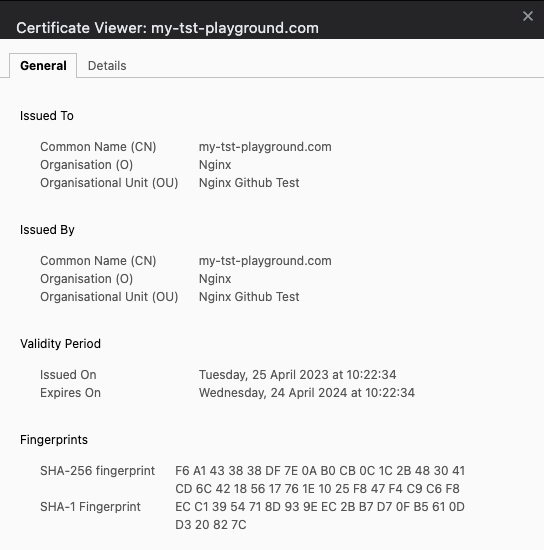 Certificate Viewer: my-tst-playground.com
General Details
Issued To
Common Name (CN) my-tst-playground.com
Organisation (O) Nginx
Organisational Unit (OU) Nginx Github Test
Issued By
Common Name (CN) my-tst-playground.com
Organisation (O) Nginx
Organisational Unit (OU) Nginx Github Test
Validity Period
Issued On Tuesday, 25 April 2023 at 10:22:34
Expires On Wednesday, 24 April 2024 at 10:22:34
Fingerprints
SHA-256 fingerprint F6 A1 43 38 38 DF 7E 0A B0 CB 0C 1C 2B 48 30 41
CD 6C 42 18 56 17 76 1E 10 25 F8 47 F4 C9 C6 F8
SHA-1 Fingerprint EC C1 39 54 71 8D 93 9E EC 2B B7 D7 0F B5 61 0D
D3 20 82 7C